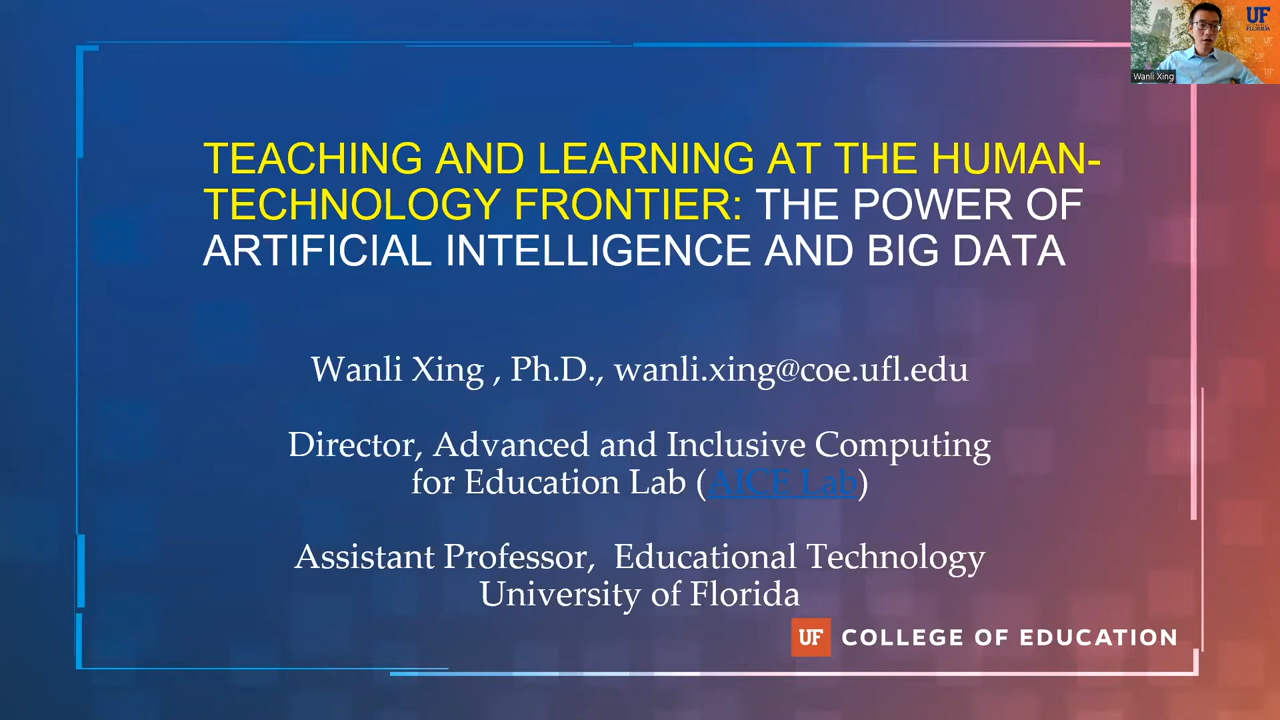 UF
FLORIDA
Wanli Xing
TEACHING AND LEARNING AT THE HUMAN-
TECHNOLOGY FRONTIER: THE POWER OF
ARTIFICIAL INTELLIGENCE AND BIG DATA
Wanli Xing , Ph.D., wanli.xing@coe.ufl.edu
Director, Advanced and Inclusive Computing
for Education Lab (AICE Lab)
Assistant Professor,  Educational Technology
University of Florida
UF COLLEGE OF EDUCATION